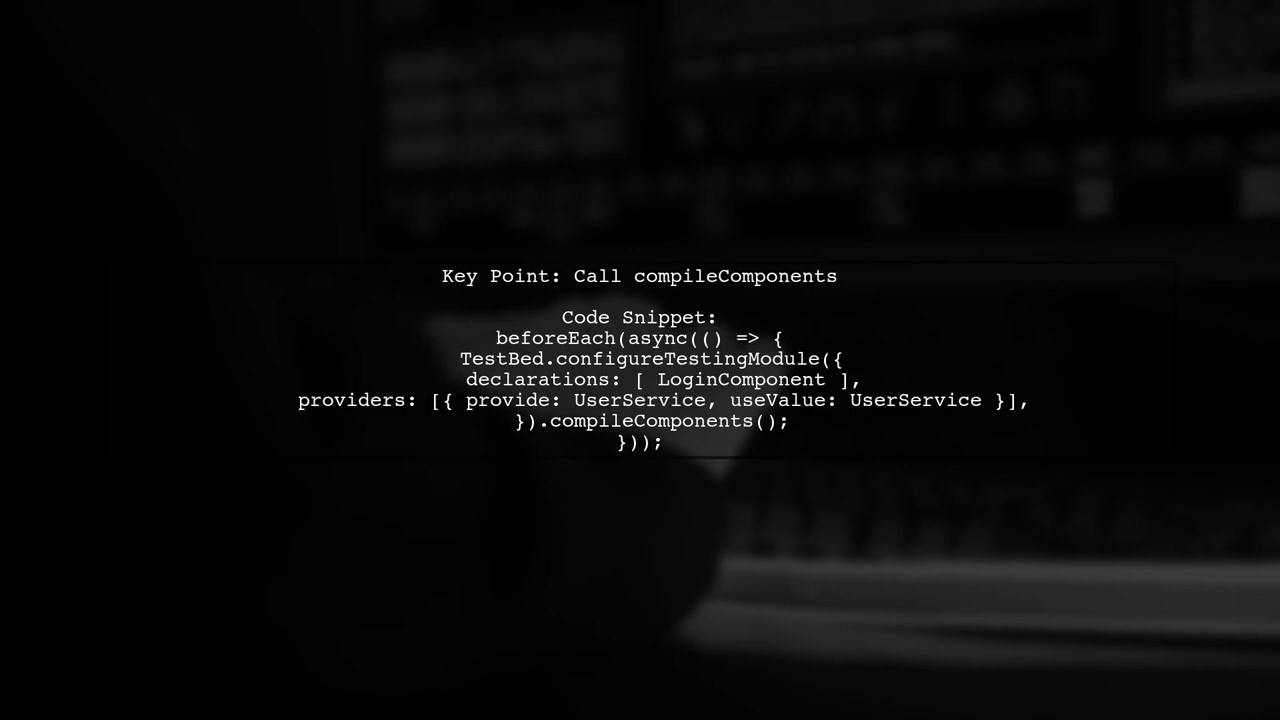 Key Point: Call compileComponents
Code Snippet:
beforeEach(async(() => {
TestBed.configureTestingModule({
declarations: [ LoginComponent ],
providers: [{ provide: UserService, useValue: UserService }],
}).compileComponents();
}));